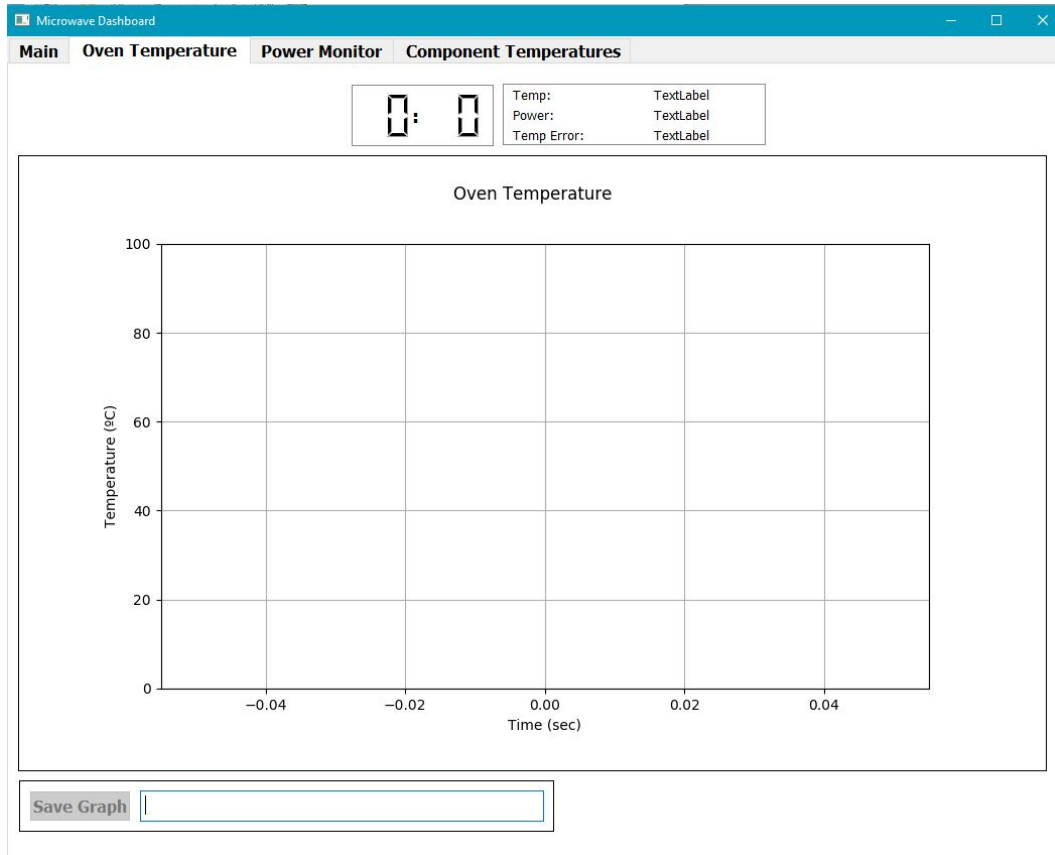 Microwave Dashboard
Main Oven Temperature Power Monitor Component Temperatures
0: 0
Temp: TextLabel
Power: TextLabel
Temp Error: TextLabel
Oven Temperature
100
80
60
40
20
0
Temperature (ºC)
−0.04 −0.02 0.00 0.02 0.04
Time (sec)
Save Graph